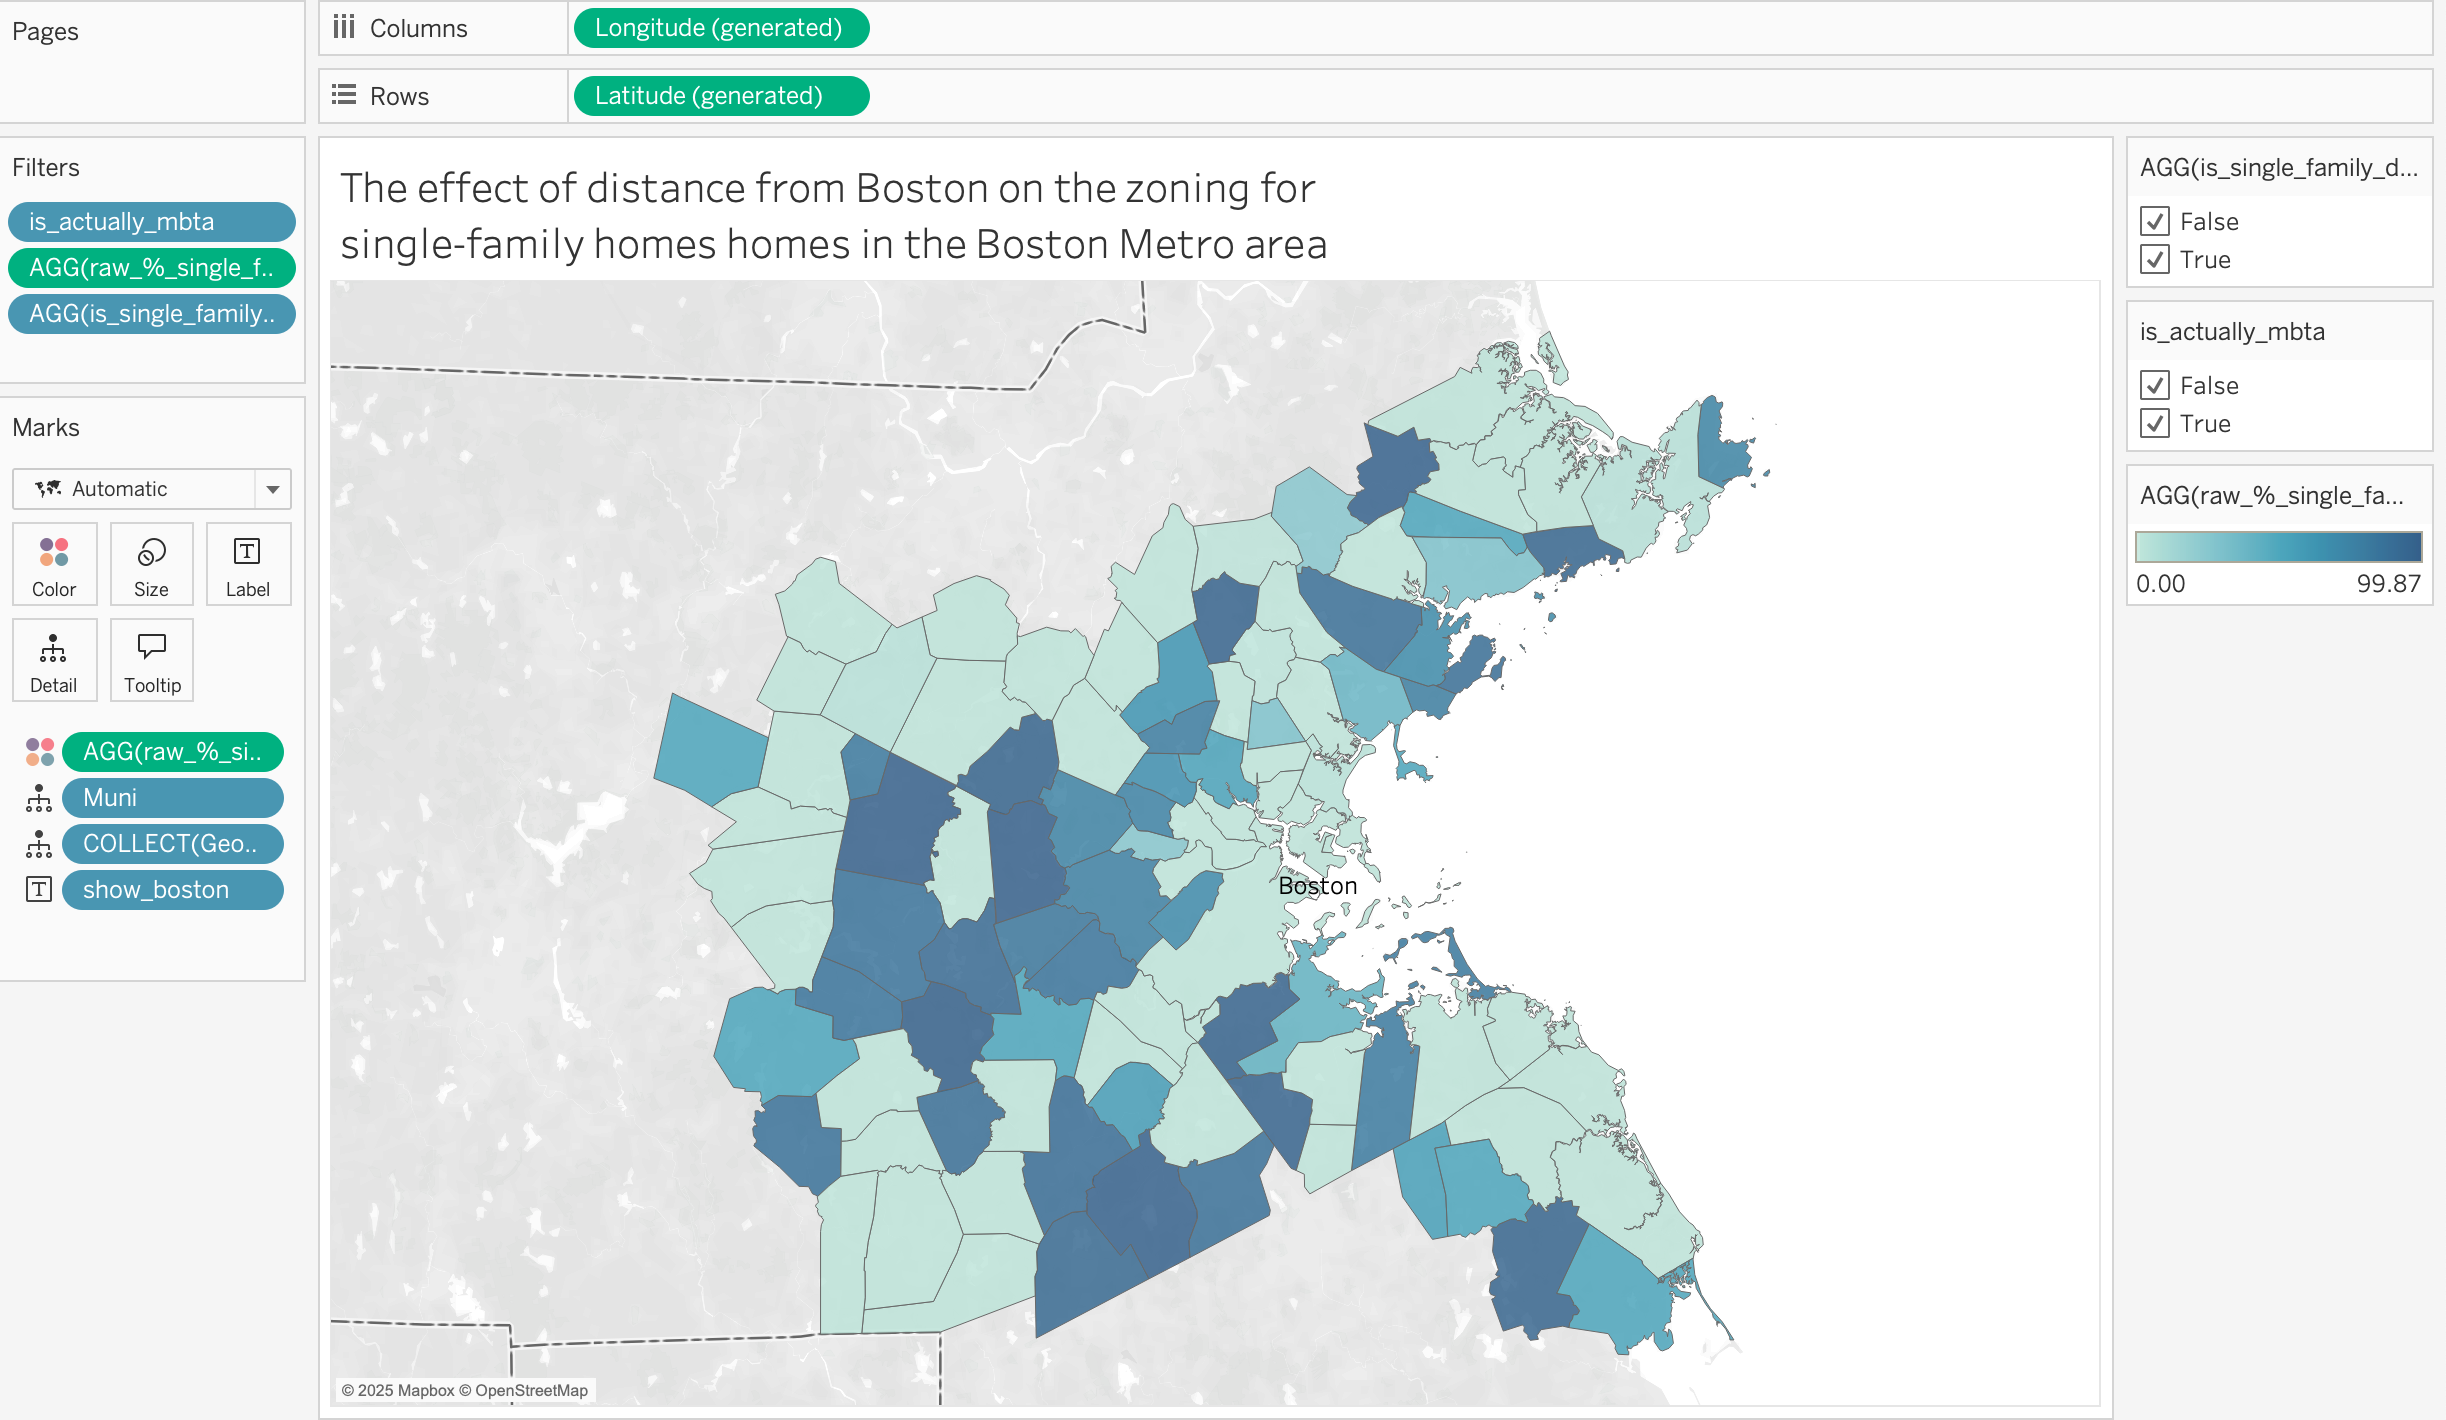 Pages
Columns
Longitude (generated)
Rows
Latitude (generated)
Filters
is_actually_mbta
AGG(raw_%_single_f..
AGG(is_single_family..
Marks
Automatic
Color
Size
Label
Detail
Tooltip
AGG(raw_%_si..
Muni
COLLECT(Geo..
show_boston
The effect of distance from Boston on the zoning for
single-family homes homes in the Boston Metro area
Boston
© 2025 Mapbox © OpenStreetMap
AGG(is_single_family_d...
False
True
is_actually_mbta
False
True
AGG(raw_%_single_fa...
0.00 99.87